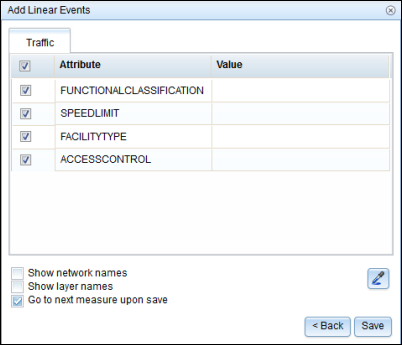 Add Linear Events
Traffic
Attribute Value
FUNCTIONALCLASSIFICATION
SPEEDLIMIT
FACILITYTYPE
ACCESSCONTROL
Show network names
Show layer names
Go to next measure upon save
< Back Save